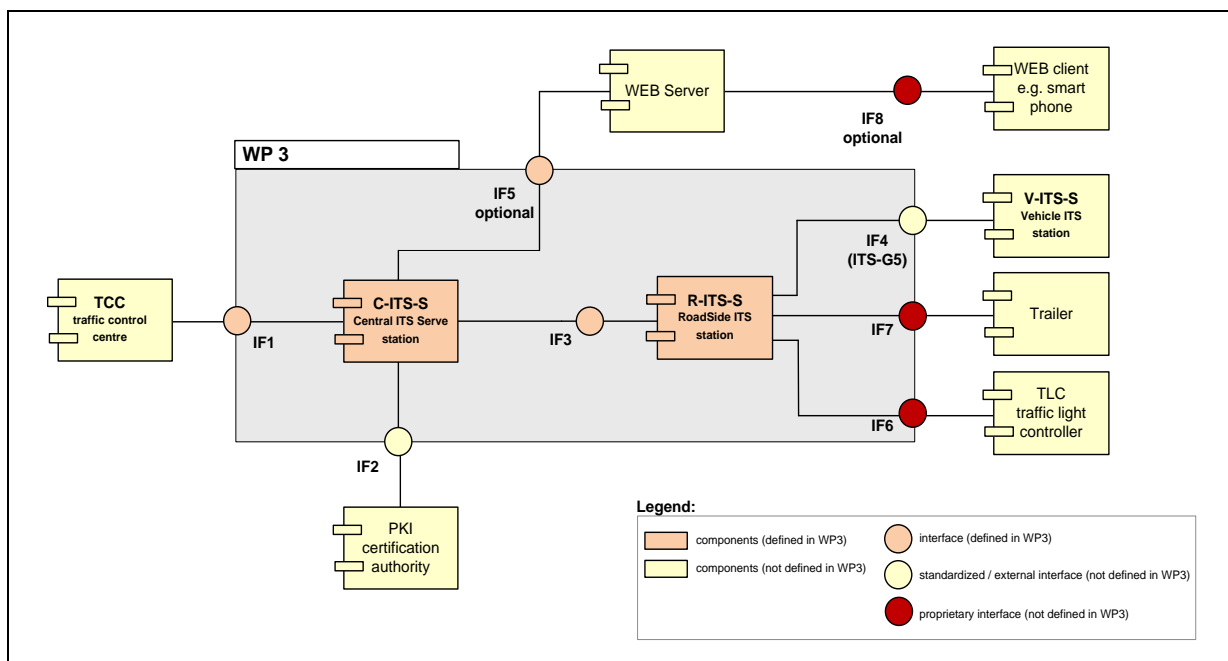 WEB Server
WEB client
e.g. smart
phone
IF8
optional
WP 3
IF5
optional
V-ITS-S
Vehicle ITS
station
IF4
(ITS-G5)
TCC
traffic control
centre
IF1
C-ITS-S
Central ITS Serve
station
IF3
R-ITS-S
RoadSide ITS
station
IF7
Trailer
IF6
TLC
traffic light
controller
IF2
PKI
certification
authority
Legend:
components (defined in WP3)
interface (defined in WP3)
components (not defined in WP3)
standardized / external interface (not defined in WP3)
proprietary interface (not defined in WP3)